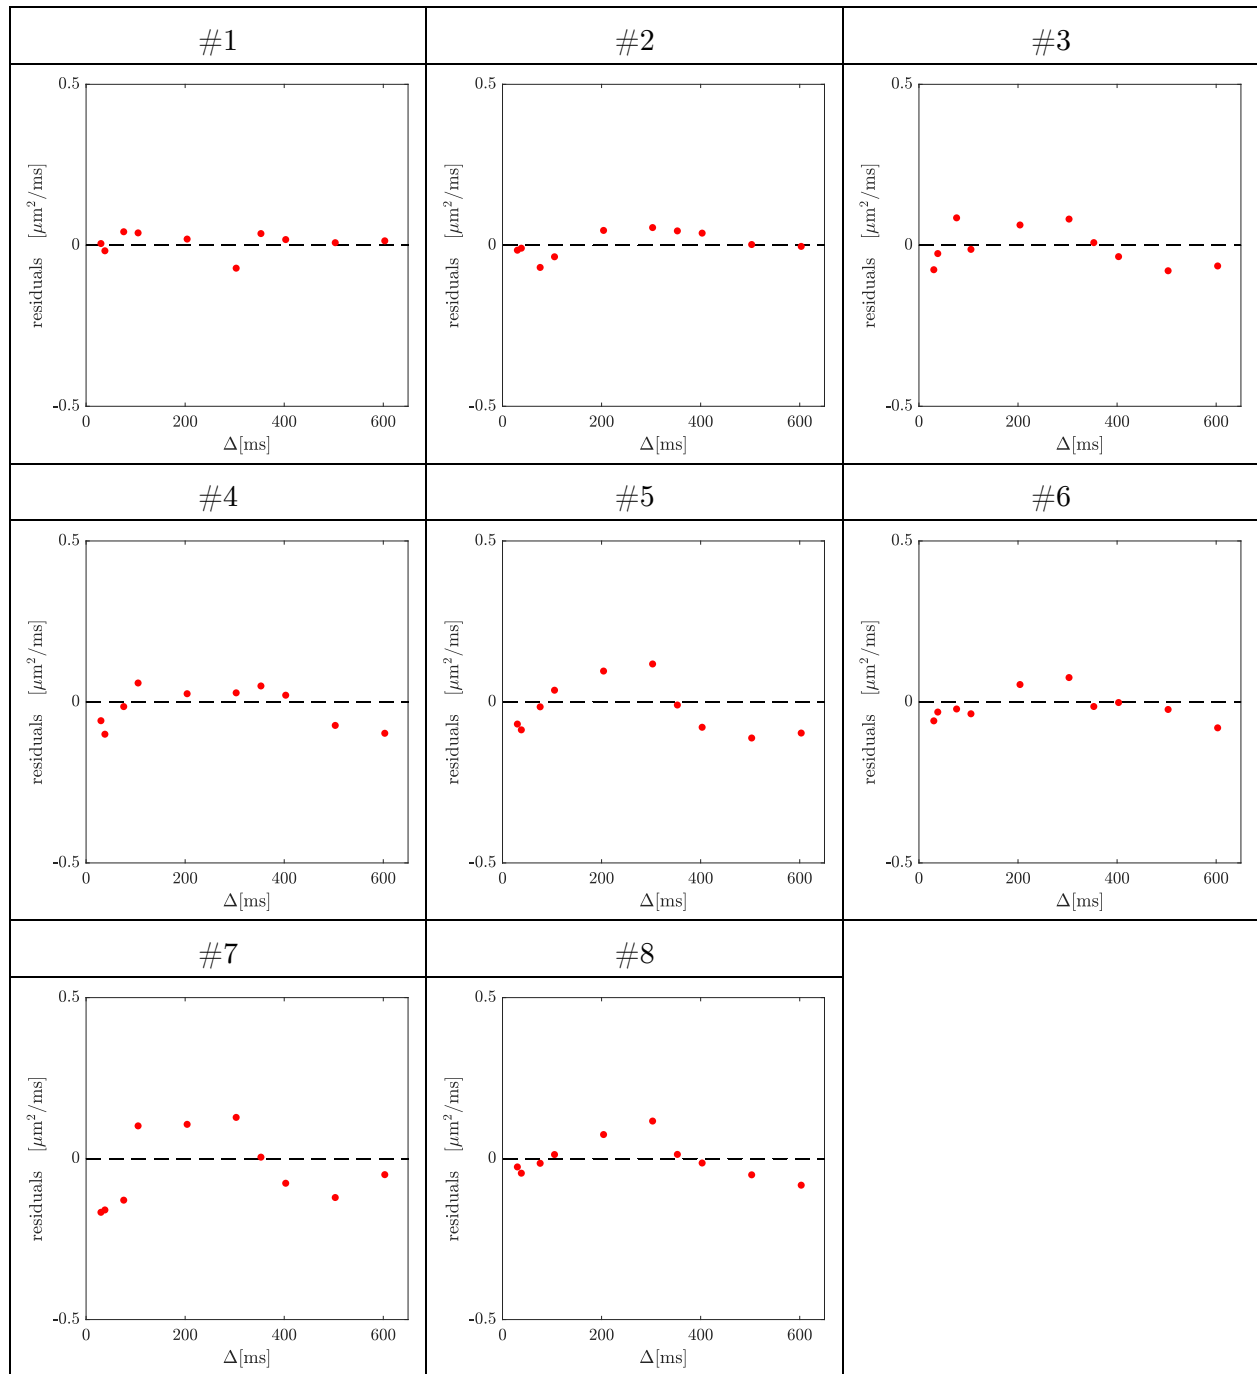 #1 #2 #3
0.5 0.5 0.5
residuals [μm²/ms] residuals [μm²/ms] residuals [μm²/ms]
0 0 0
-0.5 -0.5 -0.5
0 200 400 600 0 200 400 600 0 200 400 600
Δ[ms] Δ[ms] Δ[ms]
#4 #5 #6
0.5 0.5 0.5
residuals [μm²/ms] residuals [μm²/ms] residuals [μm²/ms]
0 0 0
-0.5 -0.5 -0.5
0 200 400 600 0 200 400 600 0 200 400 600
Δ[ms] Δ[ms] Δ[ms]
#7 #8
0.5 0.5
residuals [μm²/ms] residuals [μm²/ms]
0 0
-0.5 -0.5
0 200 400 600 0 200 400 600
Δ[ms] Δ[ms]